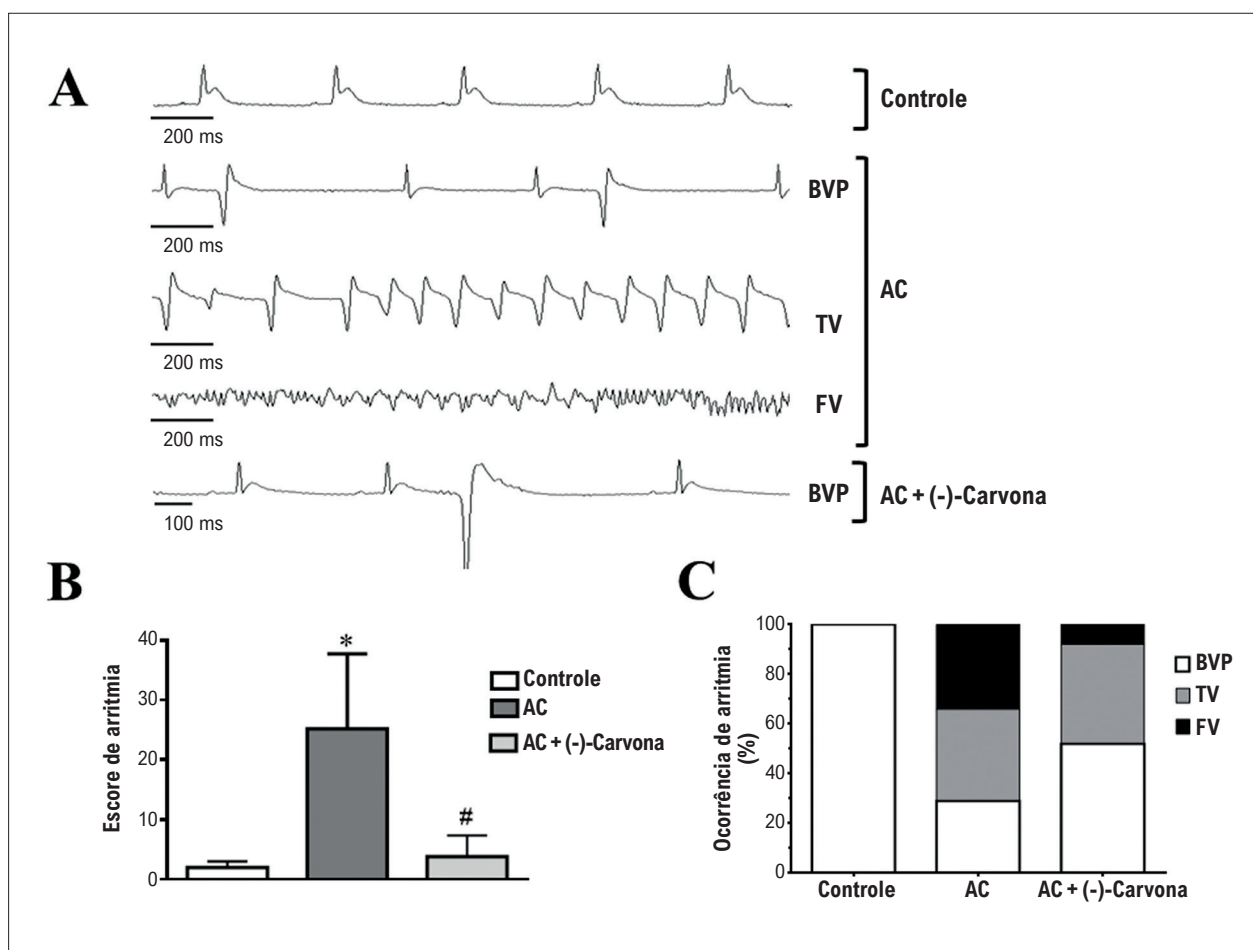 A
Controle
200 ms
BVP
200 ms
AC
TV
200 ms
FV
200 ms
BVP
AC + (-)-Carvona
100 ms
B
Escore de arritmia
40
30
20
10
0
*
#
Controle
AC
AC + (-)-Carvona
C
Ocorrência de arritmia
(%)
100
80
60
40
20
0
Controle
AC
AC + (-)-Carvona
BVP
TV
FV